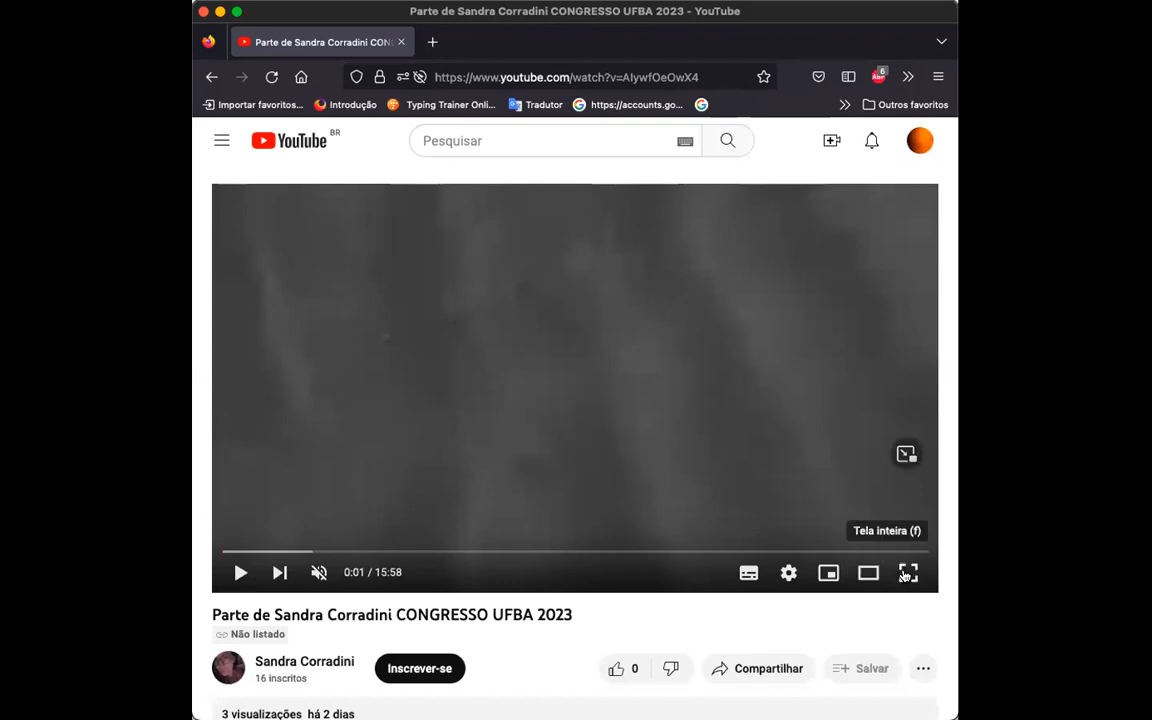 Parte de Sandra Corradini CONGRESSO UFBA 2023 - YouTube
Parte de Sandra Corradini CON
https://www.youtube.com/watch?v=AIywfOeOwX4
6
Importar favoritos...
Introdução
Typing Trainer Onli...
Tradutor
https://accounts.go...
Outros favoritos
YouTube BR
Pesquisar
Tela inteira (f)
0:01 / 15:58
Parte de Sandra Corradini CONGRESSO UFBA 2023
Não listado
Sandra Corradini
16 inscritos
Inscrever-se
0
Compartilhar
Salvar
3 visualizações há 2 dias